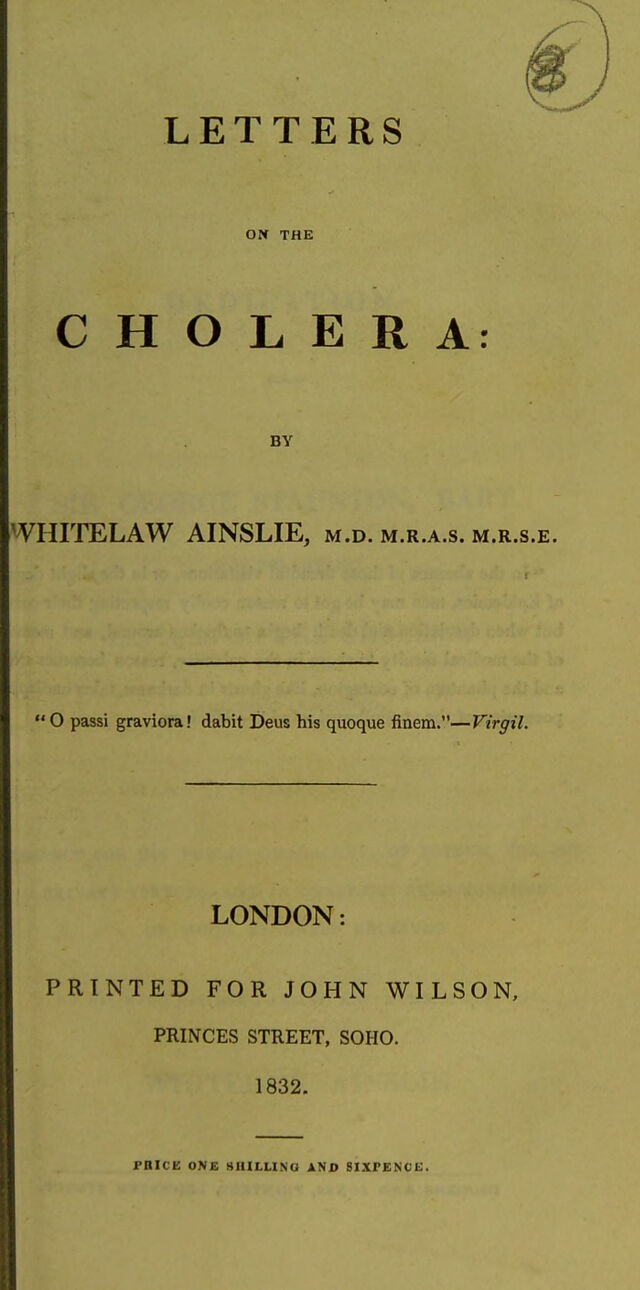 8
LETTERS
ON THE
CHOLERA:
BY
WHITELAW AINSLIE, M.D. M.R.A.S. M.R.S.E.
“O passi graviora! dabit Deus his quoque finem.”—Virgil.
LONDON:
PRINTED FOR JOHN WILSON,
PRINCES STREET, SOHO.
1832.
PRICE ONE SHILLING AND SIXPENCE.